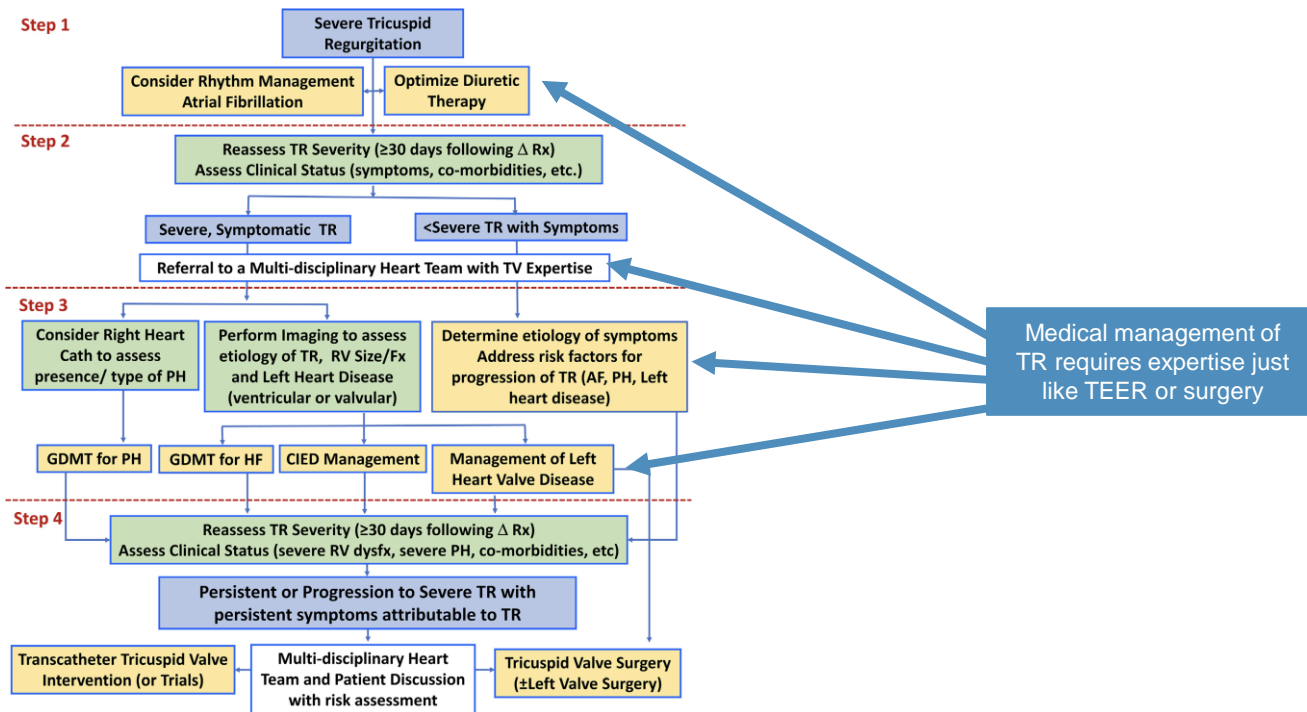 Step 1
Severe Tricuspid
Regurgitation
Consider Rhythm Management
Atrial Fibrillation
Optimize Diuretic
Therapy
Step 2
Reassess TR Severity (≥30 days following Δ Rx)
Assess Clinical Status (symptoms, co-morbidities, etc.)
Severe, Symptomatic TR
<Severe TR with Symptoms
Referral to a Multi-disciplinary Heart Team with TV Expertise
Step 3
Consider Right Heart
Cath to assess
presence/ type of PH
Perform Imaging to assess
etiology of TR, RV Size/Fx
and Left Heart Disease
(ventricular or valvular)
Determine etiology of symptoms
Address risk factors for
progression of TR (AF, PH, Left
heart disease)
Medical management of
TR requires expertise just
like TEER or surgery
GDMT for PH
GDMT for HF
CIED Management
Management of Left
Heart Valve Disease
Step 4
Reassess TR Severity (≥30 days following Δ Rx)
Assess Clinical Status (severe RV dysfx, severe PH, co-morbidities, etc)
Persistent or Progression to Severe TR with
persistent symptoms attributable to TR
Transcatheter Tricuspid Valve
Intervention (or Trials)
Multi-disciplinary Heart
Team and Patient Discussion
with risk assessment
Tricuspid Valve Surgery
(±Left Valve Surgery)